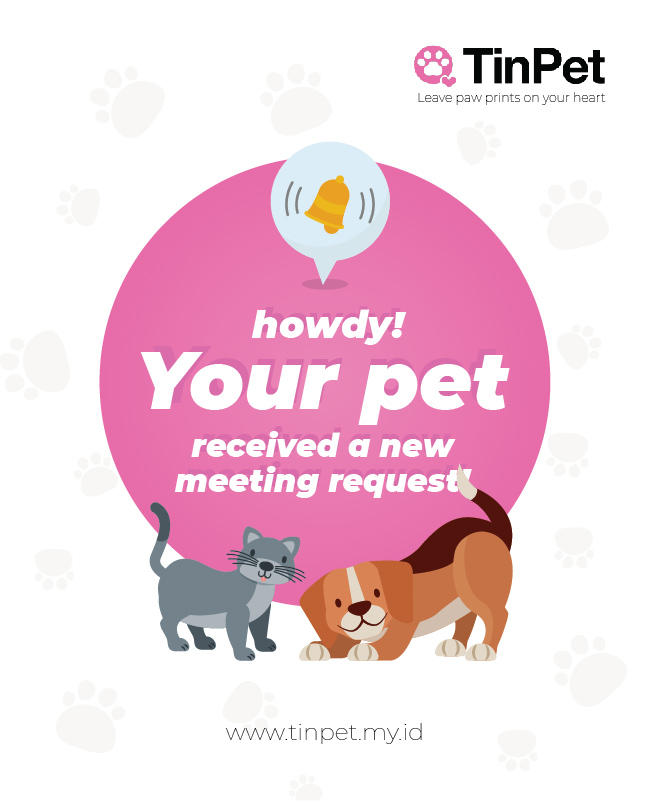 TinPet
Leave paw prints on your heart
howdy!
Your pet
received a new
meeting request!
www.tinpet.my.id